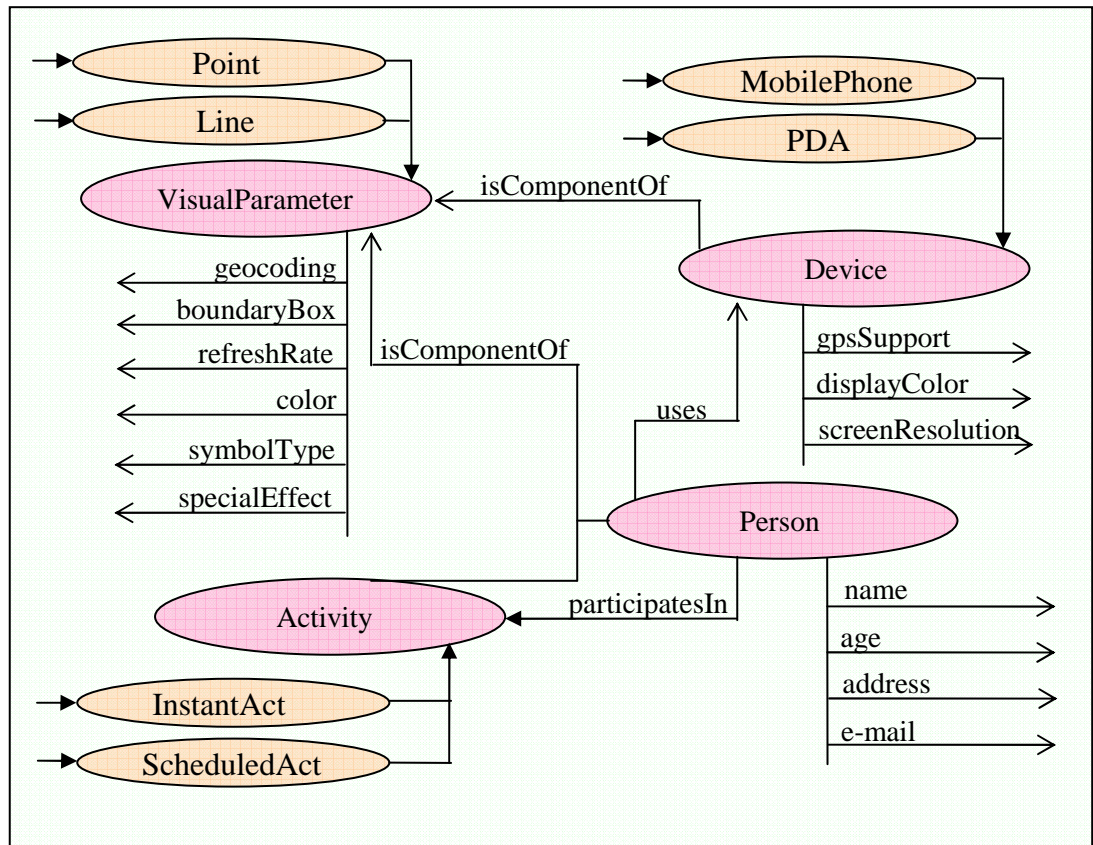 Point
Line
VisualParameter
geocoding
boundaryBox
refreshRate
color
symbolType
specialEffect
MobilePhone
PDA
isComponentOf
Device
gpsSupport
displayColor
screenResolution
isComponentOf
uses
Person
name
age
address
e-mail
participatesIn
Activity
InstantAct
ScheduledAct